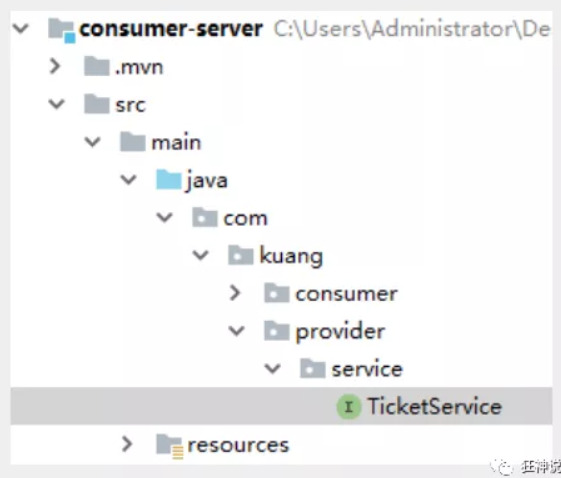 consumer-server C:\Users\Administrator\De
.mvn
src
main
java
com
kuang
consumer
provider
service
I TicketService
resources
狂神说